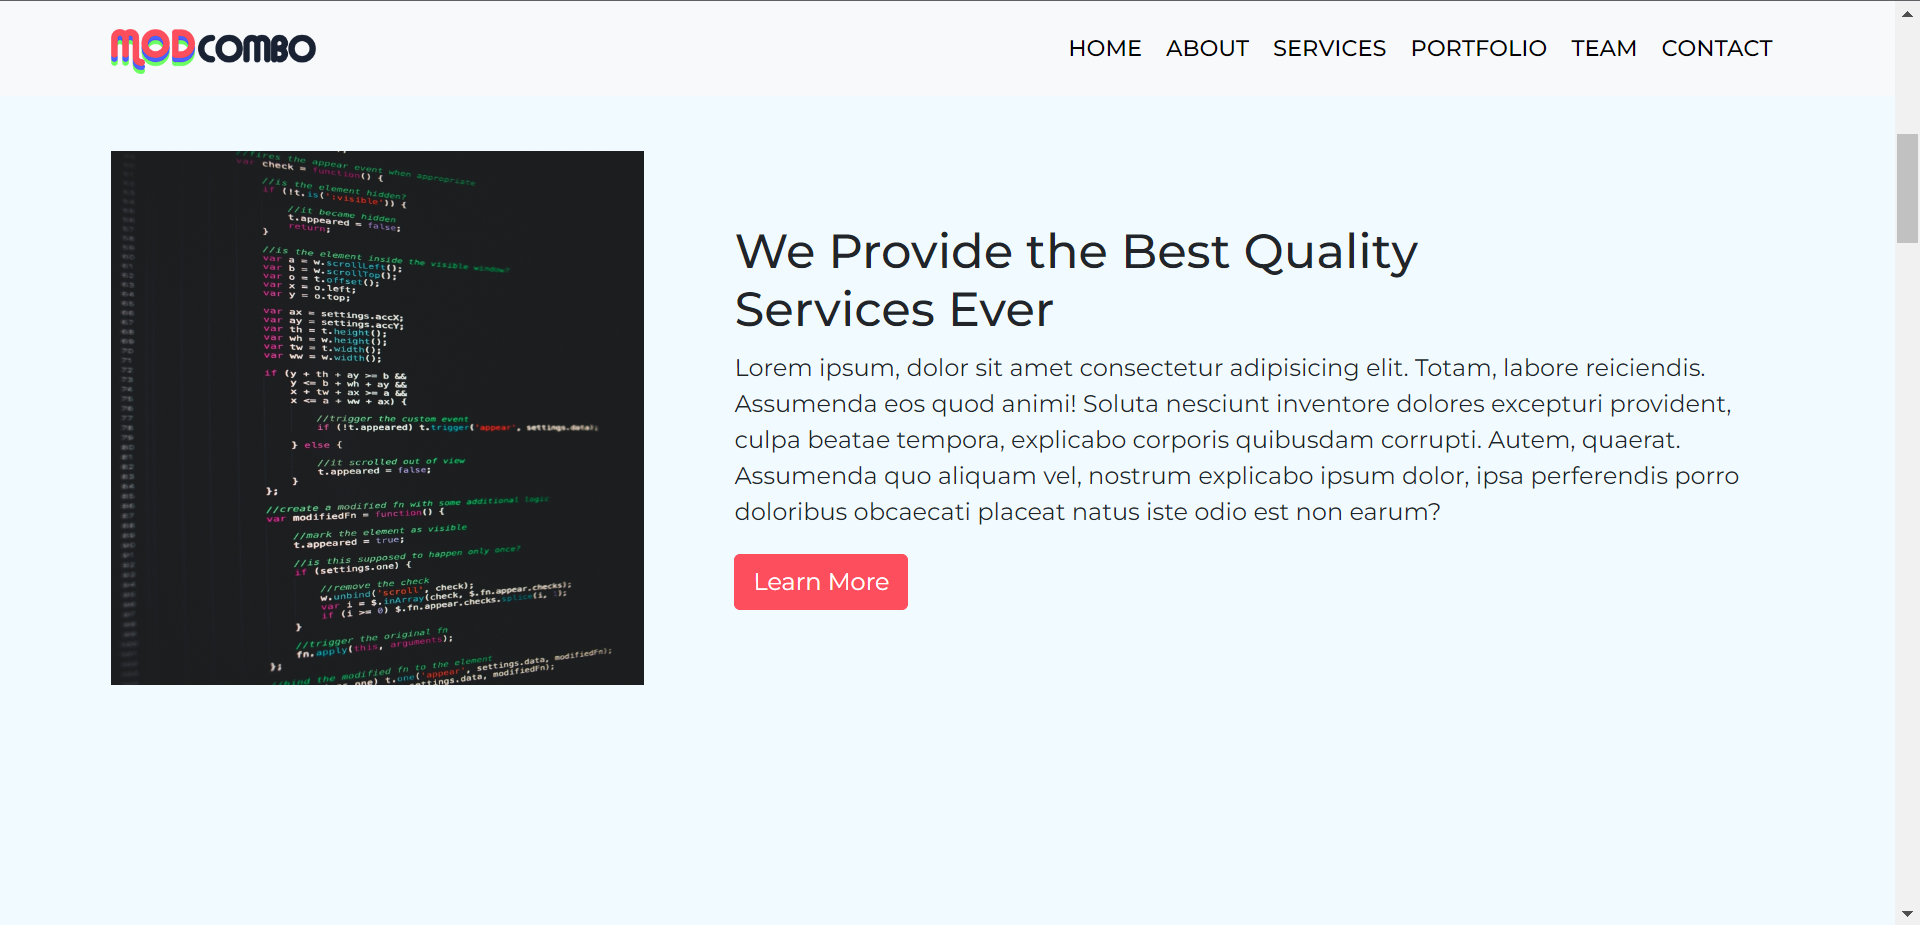 MODCOMBO
HOME ABOUT SERVICES PORTFOLIO TEAM CONTACT
//fires the appear event when appropriate
var check = function() {
//is the element hidden?
if (!t.is(':visible')) {
//it became hidden
t.appeared = false;
return;
}
//is the element inside the visible window?
var a = w.scrollLeft();
var b = w.scrollTop();
var o = t.offset();
var x = o.left;
var y = o.top;
var ax = settings.accX;
var ay = settings.accY;
var th = t.height();
var wh = w.height();
var tw = t.width();
var ww = w.width();
if (y + th + ay >= b &&
y <= b + wh + ay &&
x + tw + ax >= a &&
x <= a + ww + ax) {
//trigger the custom event
if (!t.appeared) t.trigger('appear', settings.data);
} else {
//it scrolled out of view
t.appeared = false;
}
};
//create a modified fn with some additional logic
var modifiedFn = function() {
//mark the element as visible
t.appeared = true;
//is this supposed to happen only once?
if (settings.one) {
//remove the check
w.unbind('scroll', check);
var i = $.inArray(check, $.fn.appear.checks);
if (i >= 0) $.fn.appear.checks.splice(i, 1);
}
//trigger the original fn
fn.apply(this, arguments);
};
//bind the modified fn to the element
one) t.one('appear', settings.data, modifiedFn);
settings.data, modifiedFn);
We Provide the Best Quality
Services Ever
Lorem ipsum, dolor sit amet consectetur adipisicing elit. Totam, labore reiciendis.
Assumenda eos quod animi! Soluta nesciunt inventore dolores excepturi provident,
culpa beatae tempora, explicabo corporis quibusdam corrupti. Autem, quaerat.
Assumenda quo aliquam vel, nostrum explicabo ipsum dolor, ipsa perferendis porro
doloribus obcaecati placeat natus iste odio est non earum?
Learn More